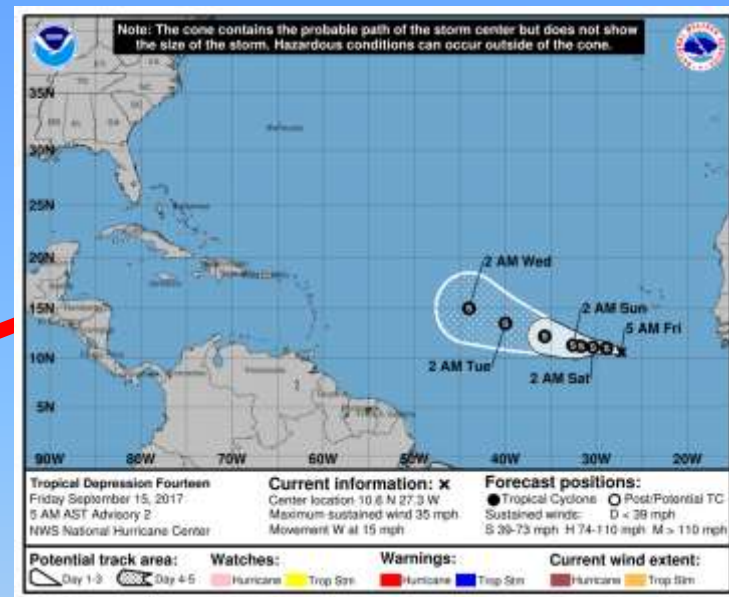 Note: The cone contains the probable path of the storm center but does not show
the size of the storm. Hazardous conditions can occur outside of the cone.
35N
30N
25N
20N
15N
10N
5N
2 AM Wed
2 AM Sun
5 AM Fri
2 AM Tue
2 AM Sat
S
S
S
S
90W 80W 70W 60W 50W 40W 30W 20W
Tropical Depression Fourteen
Friday September 15, 2017
5 AM AST Advisory 2
NWS National Hurricane Center
Current information: x
Center location 10.6 N 27.3 W
Maximum sustained wind 35 mph
Movement W at 15 mph
Forecast positions:
Tropical Cyclone Post/Potential TC
Sustained winds: D < 39 mph
S 39-73 mph H 74-110 mph M > 110 mph
Potential track area:
Day 1-3 Day 4-5
Watches:
Hurricane Trop Stm
Warnings:
Hurricane Trop Stm
Current wind extent:
Hurricane Trop Stm